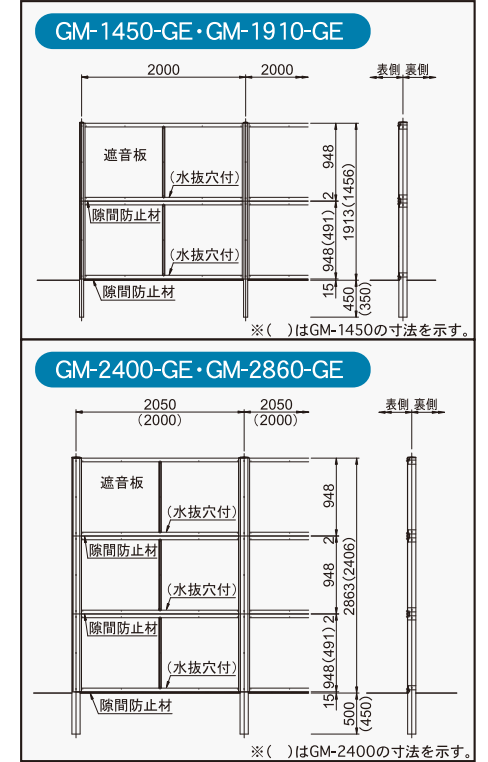 GM-1450-GE・GM-1910-GE
2000
2000
表側
裏側
遮音板
(水抜穴付)
隙間防止材
(水抜穴付)
隙間防止材
948
2
948(491)
15
1913(1456)
450
(350)
※(　)はGM-1450の寸法を示す。
GM-2400-GE・GM-2860-GE
2050
(2000)
2050
(2000)
表側
裏側
遮音板
(水抜穴付)
隙間防止材
(水抜穴付)
隙間防止材
(水抜穴付)
隙間防止材
948
2
948
2
948(491)
15
2863(2406)
500
(450)
※(　)はGM-2400の寸法を示す。